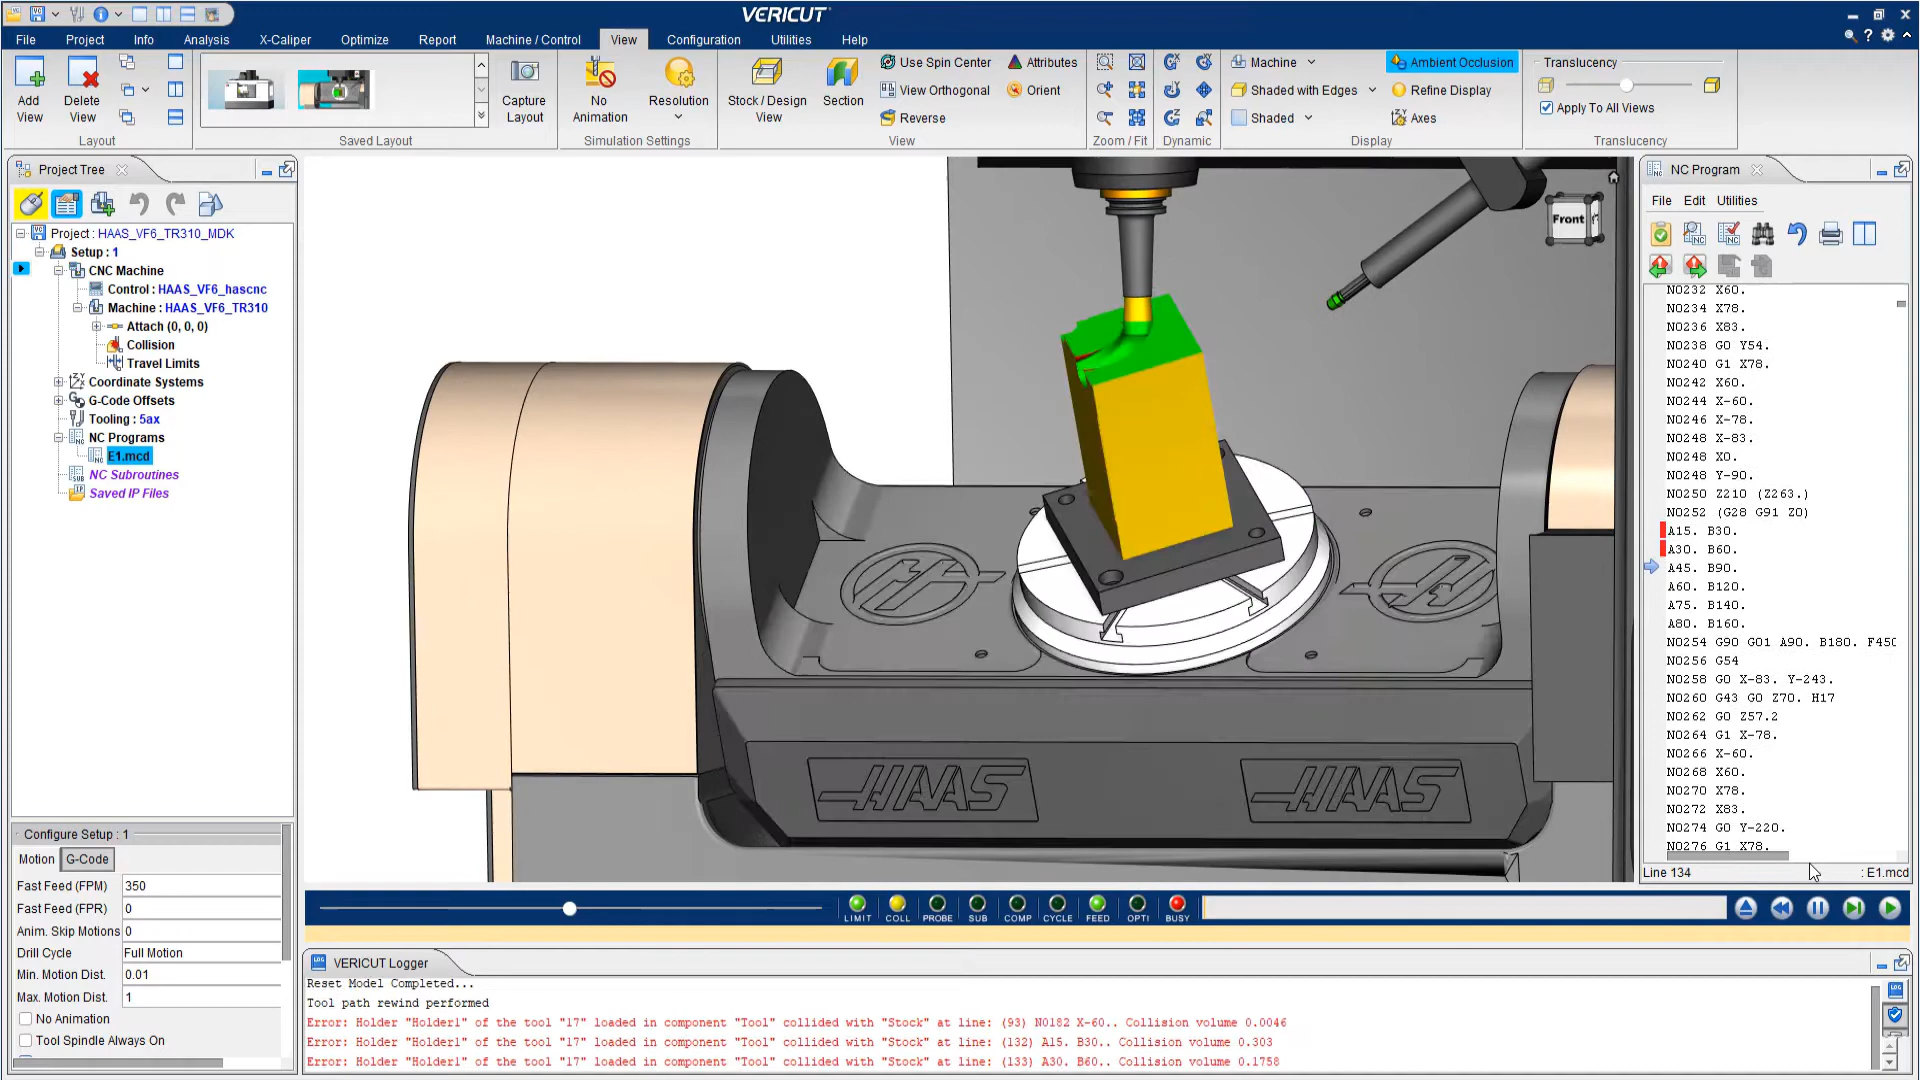 VERICUT
File Project Info Analysis X-Caliper Optimize Report Machine / Control View Configuration Utilities Help
Add View
Delete View
Layout
Saved Layout
Capture Layout
No Animation
Resolution
Simulation Settings
Stock / Design View
Section
Use Spin Center
View Orthogonal
Reverse
Attributes
Orient
View
Zoom / Fit
Dynamic
Machine
Shaded with Edges
Shaded
Ambient Occlusion
Refine Display
Axes
Display
Translucency
Apply To All Views
Translucency
Project Tree
Project : HAAS_VF6_TR310_MDK
Setup : 1
CNC Machine
Control : HAAS_VF6_hascnc
Machine : HAAS_VF6_TR310
Attach (0, 0, 0)
Collision
Travel Limits
Coordinate Systems
G-Code Offsets
Tooling : 5ax
NC Programs
E1.mcd
NC Subroutines
Saved IP Files
Configure Setup : 1
Motion G-Code
Fast Feed (FPM) 350
Fast Feed (FPR) 0
Anim. Skip Motions 0
Drill Cycle Full Motion
Min. Motion Dist. 0.01
Max. Motion Dist. 1
No Animation
Tool Spindle Always On
Front
HAAS
HAAS
LIMIT COLL PROBE SUB COMP CYCLE FEED OPTI BUSY
NC Program
File Edit Utilities
N0232 X60.
N0234 X78.
N0236 X83.
N0238 G0 Y54.
N0240 G1 X78.
N0242 X60.
N0244 X-60.
N0246 X-78.
N0248 X-83.
N0248 X0.
N0248 Y-90.
N0250 Z210 (Z263.)
N0252 (G28 G91 Z0)
A15. B30.
A30. B60.
A45. B90.
A60. B120.
A75. B140.
A80. B160.
N0254 G90 G01 A90. B180. F450
N0256 G54
N0258 G0 X-83. Y-243.
N0260 G43 G0 Z70. H17
N0262 G0 Z57.2
N0264 G1 X-78.
N0266 X-60.
N0268 X60.
N0270 X78.
N0272 X83.
N0274 G0 Y-220.
N0276 G1 X78.
Line 134 : E1.mcd
VERICUT Logger
Reset Model Completed...
Tool path rewind performed
Error: Holder "Holder1" of the tool "17" loaded in component "Tool" collided with "Stock" at line: (93) N0182 X-60.. Collision volume 0.0046
Error: Holder "Holder1" of the tool "17" loaded in component "Tool" collided with "Stock" at line: (132) A15. B30.. Collision volume 0.303
Error: Holder "Holder1" of the tool "17" loaded in component "Tool" collided with "Stock" at line: (133) A30. B60.. Collision volume 0.1758